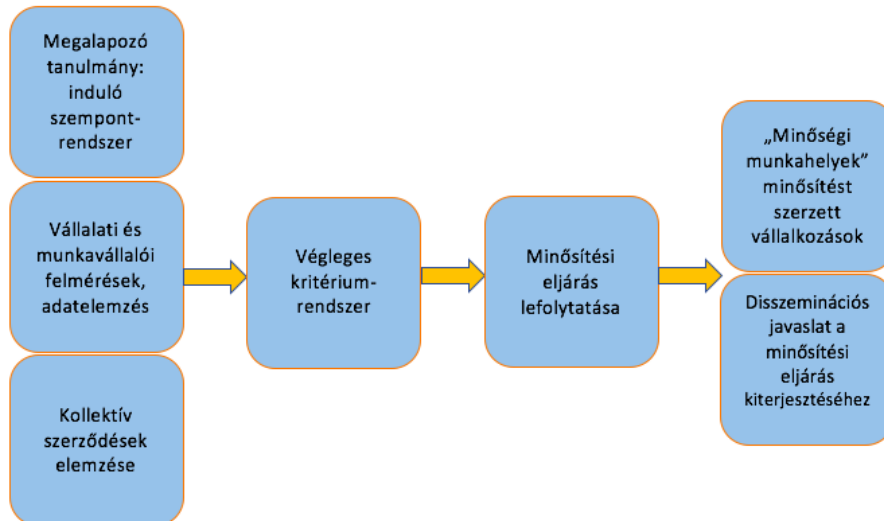 Megalapozó
tanulmány:
induló
szempont-
rendszer
Vállalati és
munkavállalói
felmérések,
adatelemzés
Kollektív
szerződések
elemzése
Végleges
kritérium-
rendszer
Minősítési
eljárás
lefolytatása
„Minőségi
munkahelyek”
minősítést
szerzett
vállalkozások
Disszeminációs
javaslat a
minősítési
eljárás
kiterjesztéséhez